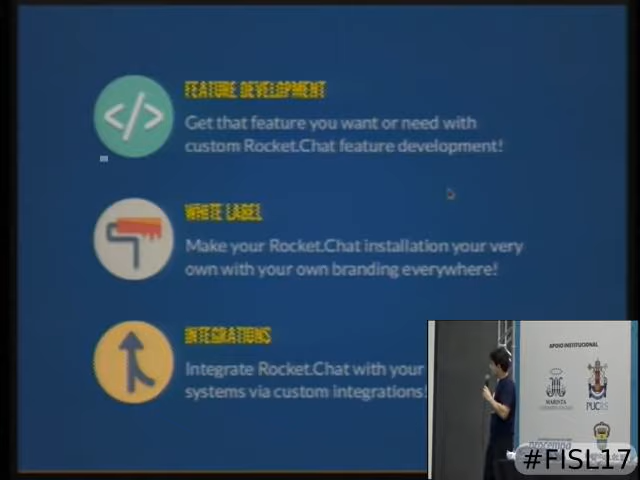 FEATURE DEVELOPMENT
Get that feature you want or need with
custom Rocket.Chat feature development!
WHITE LABEL
Make your Rocket.Chat installation your very
own with your own branding everywhere!
INTEGRATIONS
Integrate Rocket.Chat with your
systems via custom integrations!
APOIO INSTITUCIONAL
MARISTA
PUCRS
procempa
#FISL17